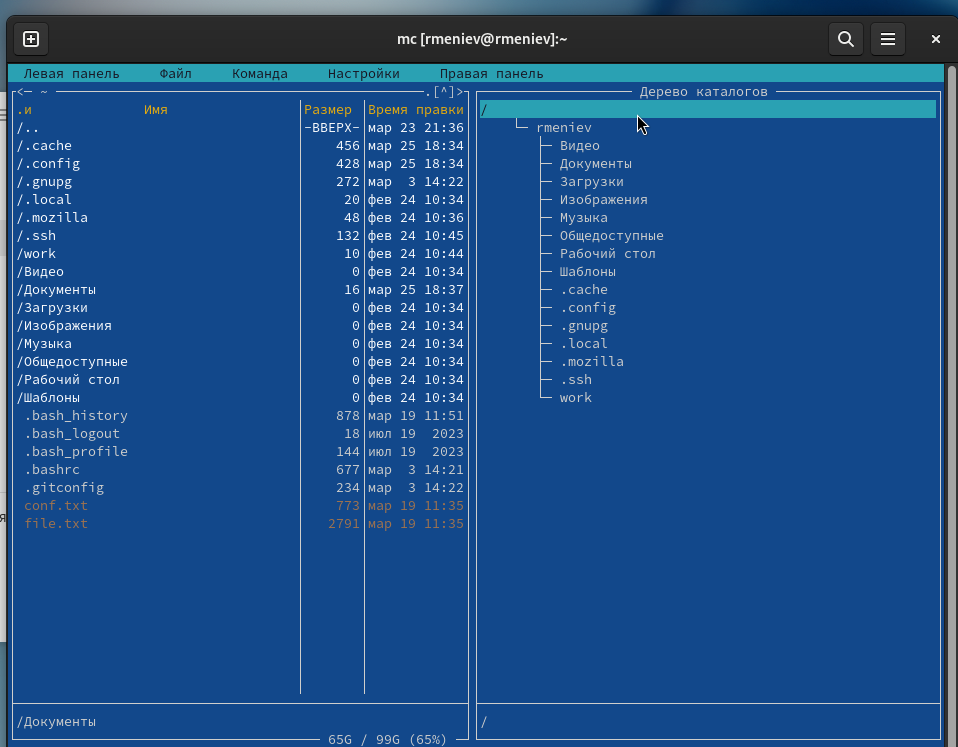 mc [rmeniev@rmeniev]:~
Левая панель Файл Команда Настройки Правая панель
<─ ~ .[^]>
.и Имя Размер Время правки
/.. -ВВЕРХ- мар 23 21:36
/.cache 456 мар 25 18:34
/.config 428 мар 25 18:34
/.gnupg 272 мар 3 14:22
/.local 20 фев 24 10:34
/.mozilla 48 фев 24 10:36
/.ssh 132 фев 24 10:45
/work 10 фев 24 10:44
/Видео 0 фев 24 10:34
/Документы 16 мар 25 18:37
/Загрузки 0 фев 24 10:34
/Изображения 0 фев 24 10:34
/Музыка 0 фев 24 10:34
/Общедоступные 0 фев 24 10:34
/Рабочий стол 0 фев 24 10:34
/Шаблоны 0 фев 24 10:34
.bash_history 878 мар 19 11:51
.bash_logout 18 июл 19 2023
.bash_profile 144 июл 19 2023
.bashrc 677 мар 3 14:21
.gitconfig 234 мар 3 14:22
conf.txt 773 мар 19 11:35
file.txt 2791 мар 19 11:35
/Документы
65G / 99G (65%)
Дерево каталогов
/
rmeniev
Видео
Документы
Загрузки
Изображения
Музыка
Общедоступные
Рабочий стол
Шаблоны
.cache
.config
.gnupg
.local
.mozilla
.ssh
work
/